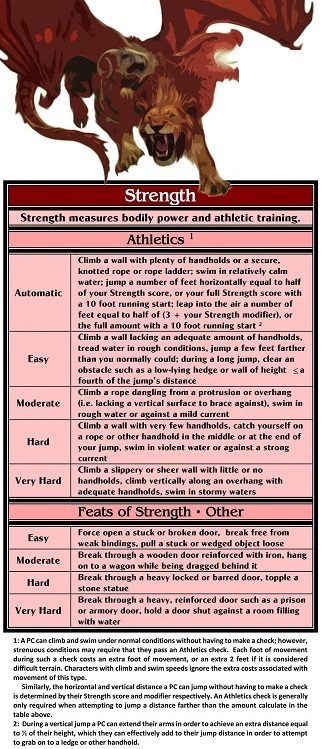 Strength
Strength measures bodily power and athletic training.
Athletics 1
Automatic
Climb a wall with plenty of handholds or a secure,
knotted rope or rope ladder; swim in relatively calm
water; jump a number of feet horizontally equal to half
of your Strength score, or your full Strength score with
a 10 foot running start; leap into the air a number of
feet equal to half of (3 + your Strength modifier), or
the full amount with a 10 foot running start 2
Easy
Climb a wall lacking an adequate amount of handholds,
tread water in rough conditions, jump a few feet farther
than you normally could; during a long jump, clear an
obstacle such as a low-lying hedge or wall of height ≤ a
fourth of the jump's distance
Moderate
Climb a rope dangling from a protrusion or overhang
(i.e. lacking a vertical surface to brace against), swim in
rough water or against a mild current
Hard
Climb a wall with very few handholds, catch yourself on
a rope or other handhold in the middle or at the end of
your jump, swim in violent water or against a strong
current
Very Hard
Climb a slippery or sheer wall with little or no
handholds, climb vertically along an overhang with
adequate handholds, swim in stormy waters
Feats of Strength • Other
Easy
Force open a stuck or broken door, break free from
weak bindings, pull a stuck or wedged object loose
Moderate
Break through a wooden door reinforced with iron, hang
on to a wagon while being dragged behind it
Hard
Break through a heavy locked or barred door, topple a
stone statue
Very Hard
Break through a heavy, reinforced door such as a prison
or armory door, hold a door shut against a room filling
with water
1: A PC can climb and swim under normal conditions without having to make a check; however,
strenuous conditions may require that they pass an Athletics check. Each foot of movement
during such a check costs an extra foot of movement, or an extra 2 feet if it is considered
difficult terrain. Characters with climb and swim speeds ignore the extra costs associated with
movement of this type.
Similarly, the horizontal and vertical distance a PC can jump without having to make a check
is determined by their Strength score and modifier respectively. An Athletics check is generally
only required when attempting to jump a distance farther than the amount calculate in the
table above.
2: During a vertical jump a PC can extend their arms in order to achieve an extra distance equal
to ½ of their height, which they can effectively add to their jump distance in order to attempt
to grab on to a ledge or other handhold.